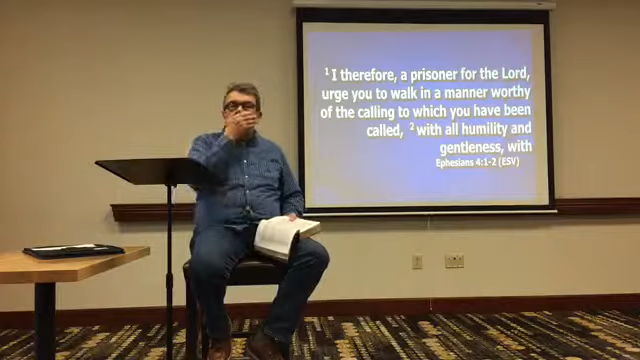 ¹ I therefore, a prisoner for the Lord,
urge you to walk in a manner worthy
of the calling to which you have been
called, ² with all humility and
gentleness, with
Ephesians 4:1-2 (ESV)